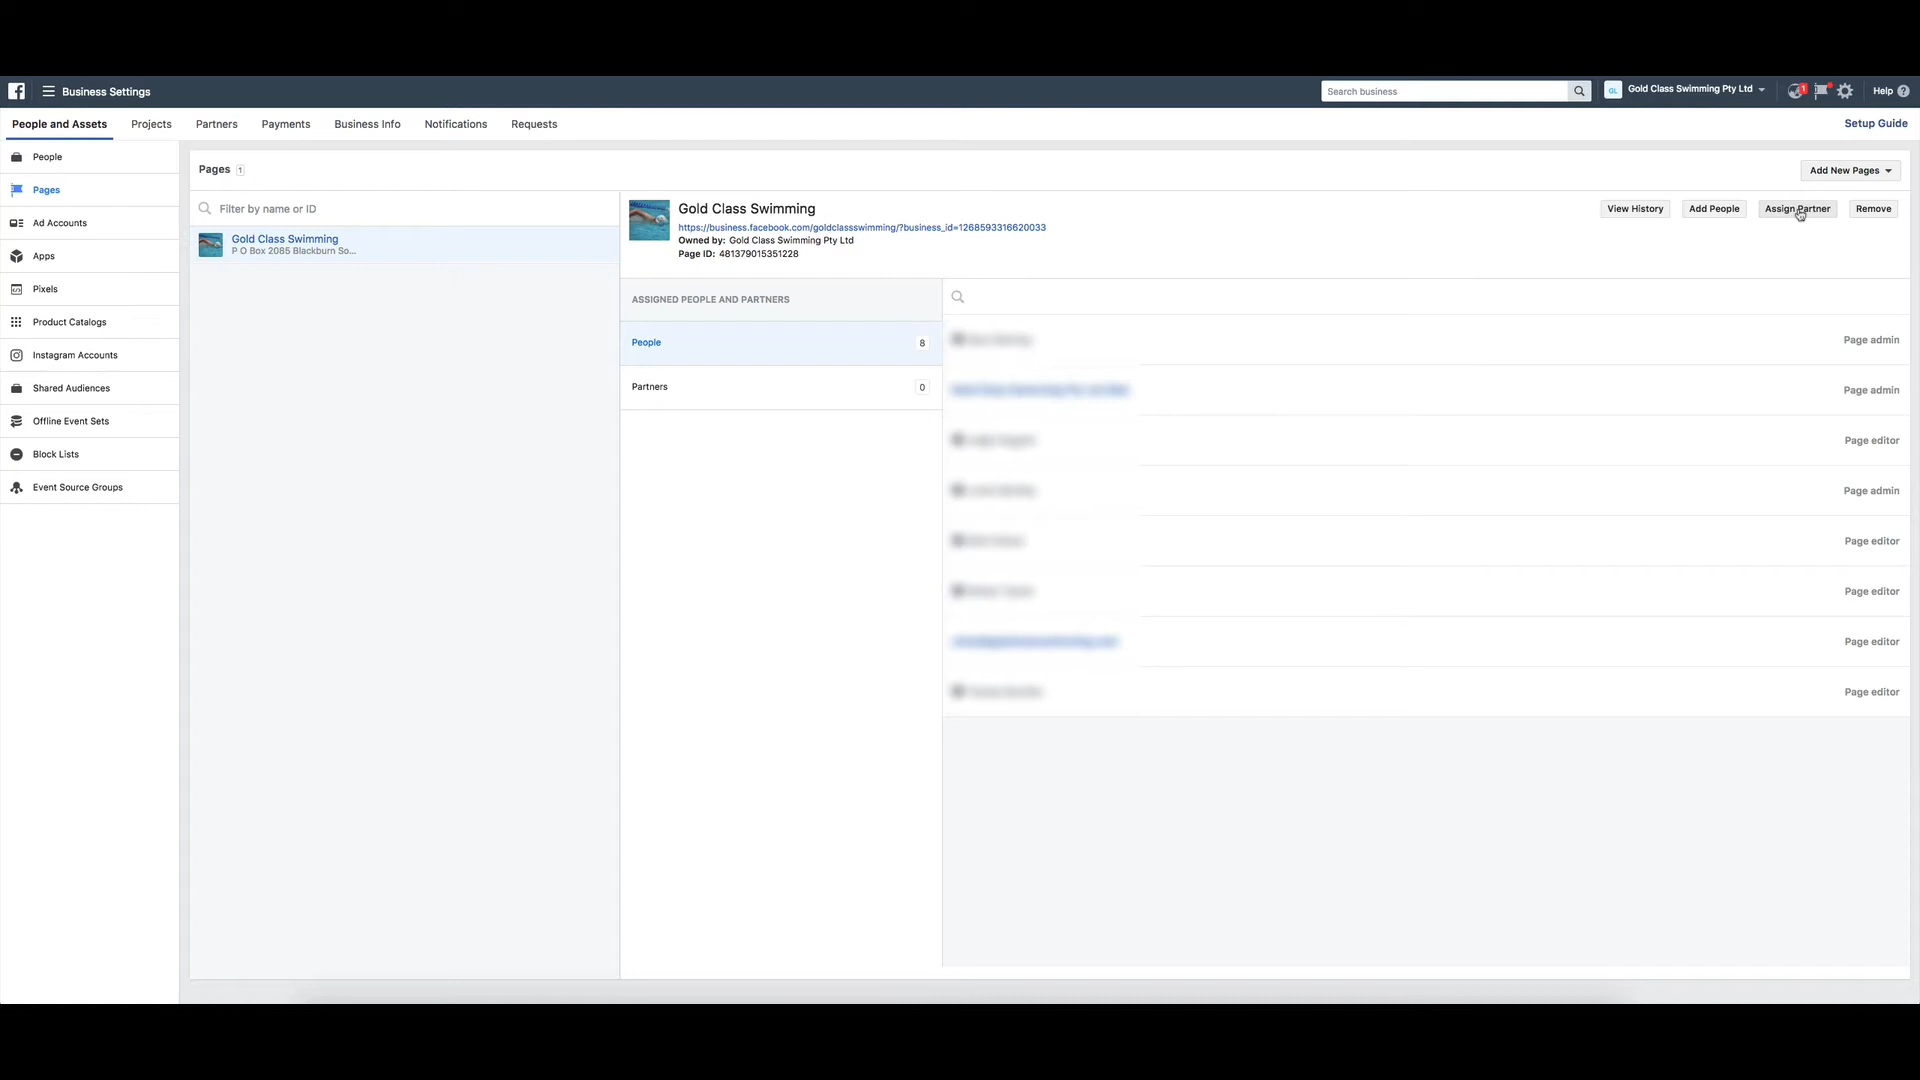 Business Settings
Search business
Gold Class Swimming Pty Ltd
1
Help
People and Assets
Projects
Partners
Payments
Business Info
Notifications
Requests
Setup Guide
People
Pages
Ad Accounts
Apps
Pixels
Product Catalogs
Instagram Accounts
Shared Audiences
Offline Event Sets
Block Lists
Event Source Groups
Pages 1
Add New Pages
Filter by name or ID
Gold Class Swimming
P O Box 2085 Blackburn So...
Gold Class Swimming
https://business.facebook.com/goldclassswimming/?business_id=1268593316620033
Owned by: Gold Class Swimming Pty Ltd
Page ID: 481379015351228
View History
Add People
Assign Partner
Remove
ASSIGNED PEOPLE AND PARTNERS
People 8
Partners 0
Page admin
Page admin
Page editor
Page admin
Page editor
Page editor
Page editor
Page editor